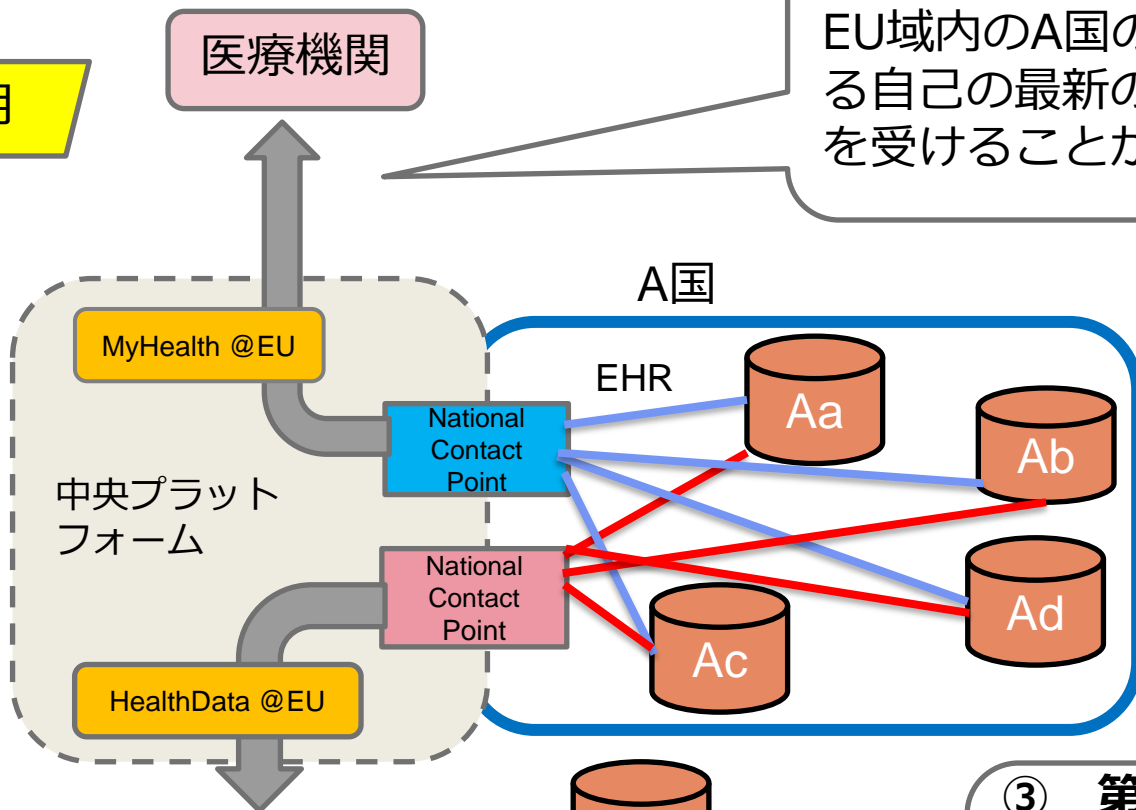 医療機関
EU域内のA国の
る自己の最新の
を受けることが
A国
MyHealth @EU
EHR
Aa
National
Contact
Point
Ab
中央プラット
フォーム
National
Contact
Point
Ac
Ad
HealthData @EU
③ 第